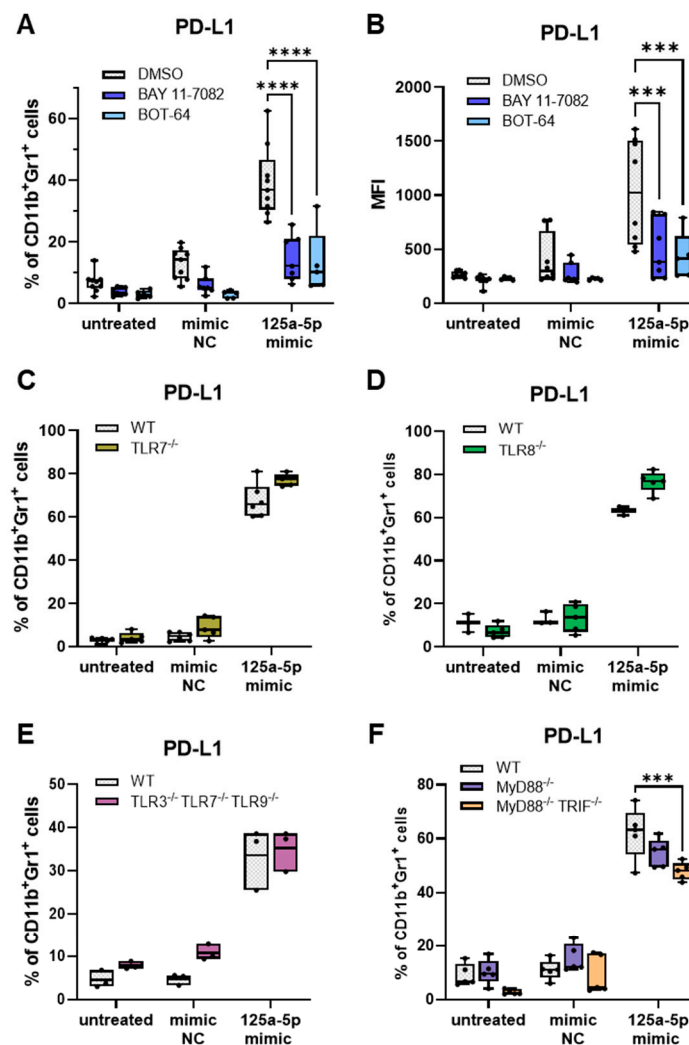 A
PD-L1
DMSO
BAY 11-7082
BOT-64
****
****
% of CD11b+Gr1+ cells
60
40
20
0
untreated
mimic NC
125a-5p mimic
B
PD-L1
DMSO
BAY 11-7082
BOT-64
***
***
MFI
2000
1500
1000
500
0
untreated
mimic NC
125a-5p mimic
C
PD-L1
WT
TLR7-/-
% of CD11b+Gr1+ cells
100
80
60
40
20
0
untreated
mimic NC
125a-5p mimic
D
PD-L1
WT
TLR8-/-
% of CD11b+Gr1+ cells
100
80
60
40
20
0
untreated
mimic NC
125a-5p mimic
E
PD-L1
WT
TLR3-/- TLR7-/- TLR9-/-
% of CD11b+Gr1+ cells
50
40
30
20
10
0
untreated
mimic NC
125a-5p mimic
F
PD-L1
WT
MyD88-/-
MyD88-/- TRIF-/-
***
% of CD11b+Gr1+ cells
80
60
40
20
0
untreated
mimic NC
125a-5p mimic